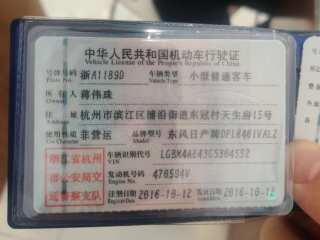 中华人民共和国机动车行驶证
Vehicle License of the People's Republic of China
号牌号码 浙A1189D 车辆类型 小型普通客车
Plate No. Vehicle Type
所有人 蒋伟珠
Owner
住址 杭州市滨江区浦沿街道东冠村天生房15号
Address
使用性质 非营运 品牌型号 东风日产牌DFL6461VAL2
Use Character Model
浙江省杭州市公安局交通警察支队
车辆识别代号 LGBM4AE43GS304552
VIN
发动机号码 470594V
Engine No.
注册日期 2016-10-12 发证日期 2016-10-12
Register Date Issue Date